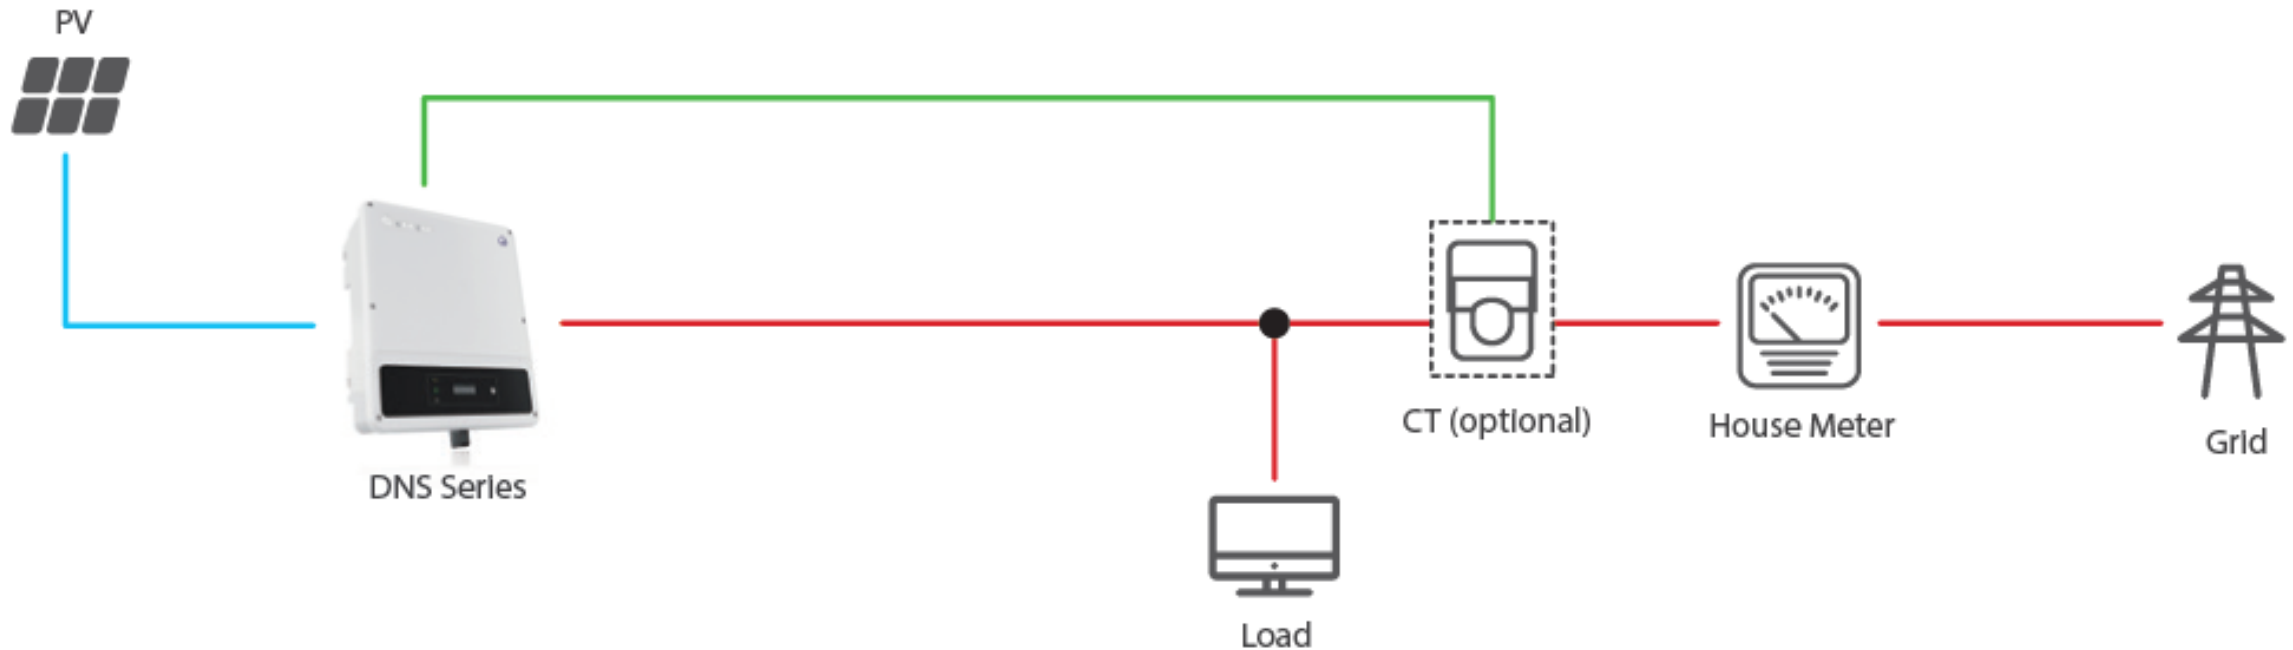 PV
DNS Series
CT (optional)
House Meter
Grid
Load